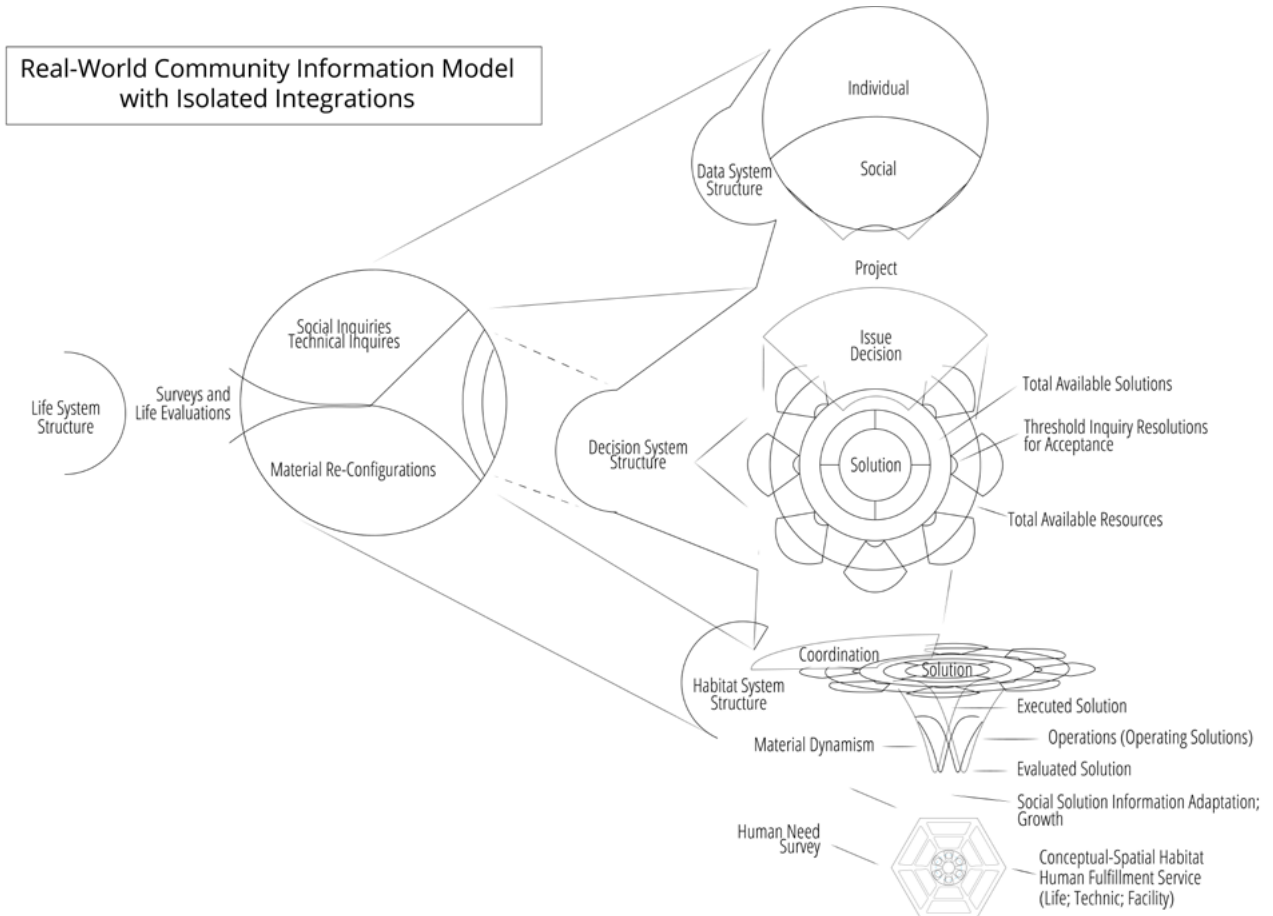 Real-World Community Information Model
with Isolated Integrations
Individual
Social
Data System
Structure
Project
Issue
Decision
Social Inquiries
Technical Inquires
Surveys and
Life Evaluations
Life System
Structure
Material Re-Configurations
Decision System
Structure
Solution
Total Available Solutions
Threshold Inquiry Resolutions
for Acceptance
Total Available Resources
Coordination
Solution
Habitat System
Structure
Executed Solution
Material Dynamism
Operations (Operating Solutions)
Evaluated Solution
Social Solution Information Adaptation;
Growth
Human Need
Survey
Conceptual-Spatial Habitat
Human Fulfillment Service
(Life; Technic; Facility)